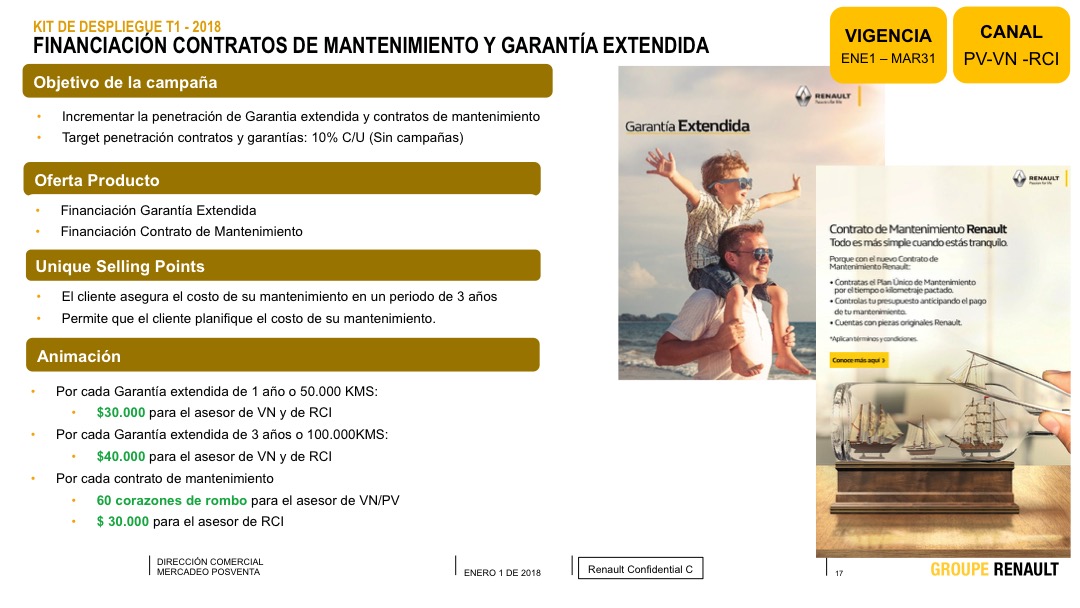 KIT DE DESPLIEGUE T1 - 2018
FINANCIACIÓN CONTRATOS DE MANTENIMIENTO Y GARANTÍA EXTENDIDA
VIGENCIA
ENE1 – MAR31
CANAL
PV-VN -RCI
Objetivo de la campaña
• Incrementar la penetración de Garantia extendida y contratos de mantenimiento
• Target penetración contratos y garantías: 10% C/U (Sin campañas)
Oferta Producto
• Financiación Garantía Extendida
• Financiación Contrato de Mantenimiento
Unique Selling Points
• El cliente asegura el costo de su mantenimiento en un periodo de 3 años
• Permite que el cliente planifique el costo de su mantenimiento.
Animación
• Por cada Garantía extendida de 1 año o 50.000 KMS:
• $30.000 para el asesor de VN y de RCI
• Por cada Garantía extendida de 3 años o 100.000KMS:
• $40.000 para el asesor de VN y de RCI
• Por cada contrato de mantenimiento
• 60 corazones de rombo para el asesor de VN/PV
• $ 30.000 para el asesor de RCI
RENAULT
Passion for life
Garantía Extendida
RENAULT
Passion for life
Contrato de Mantenimiento Renault
Todo es más simple cuando estás tranquilo.
Porque con el nuevo Contrato de
Mantenimiento Renault:
• Contratas el Plan Único de Mantenimiento
por el tiempo o kilometraje pactado.
• Controlas tu presupuesto anticipando el pago
de tu mantenimiento.
• Cuentas con piezas originales Renault.
*Aplican términos y condiciones.
Conoce más aquí
DIRECCIÓN COMERCIAL
MERCADEO POSVENTA
ENERO 1 DE 2018
Renault Confidential C
17
GROUPE RENAULT